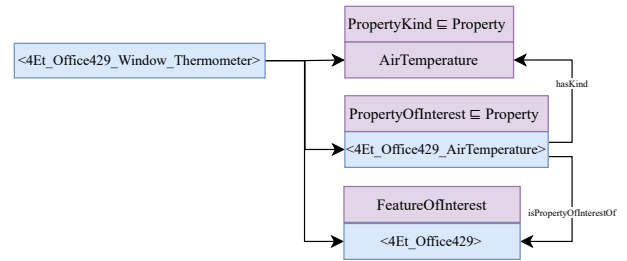 PropertyKind ⊑ Property
<4Et_Office429_Window_Thermometer>
AirTemperature
hasKind
PropertyOfInterest ⊑ Property
<4Et_Office429_AirTemperature>
FeatureOfInterest
isPropertyOfInterestOf
<4Et_Office429>